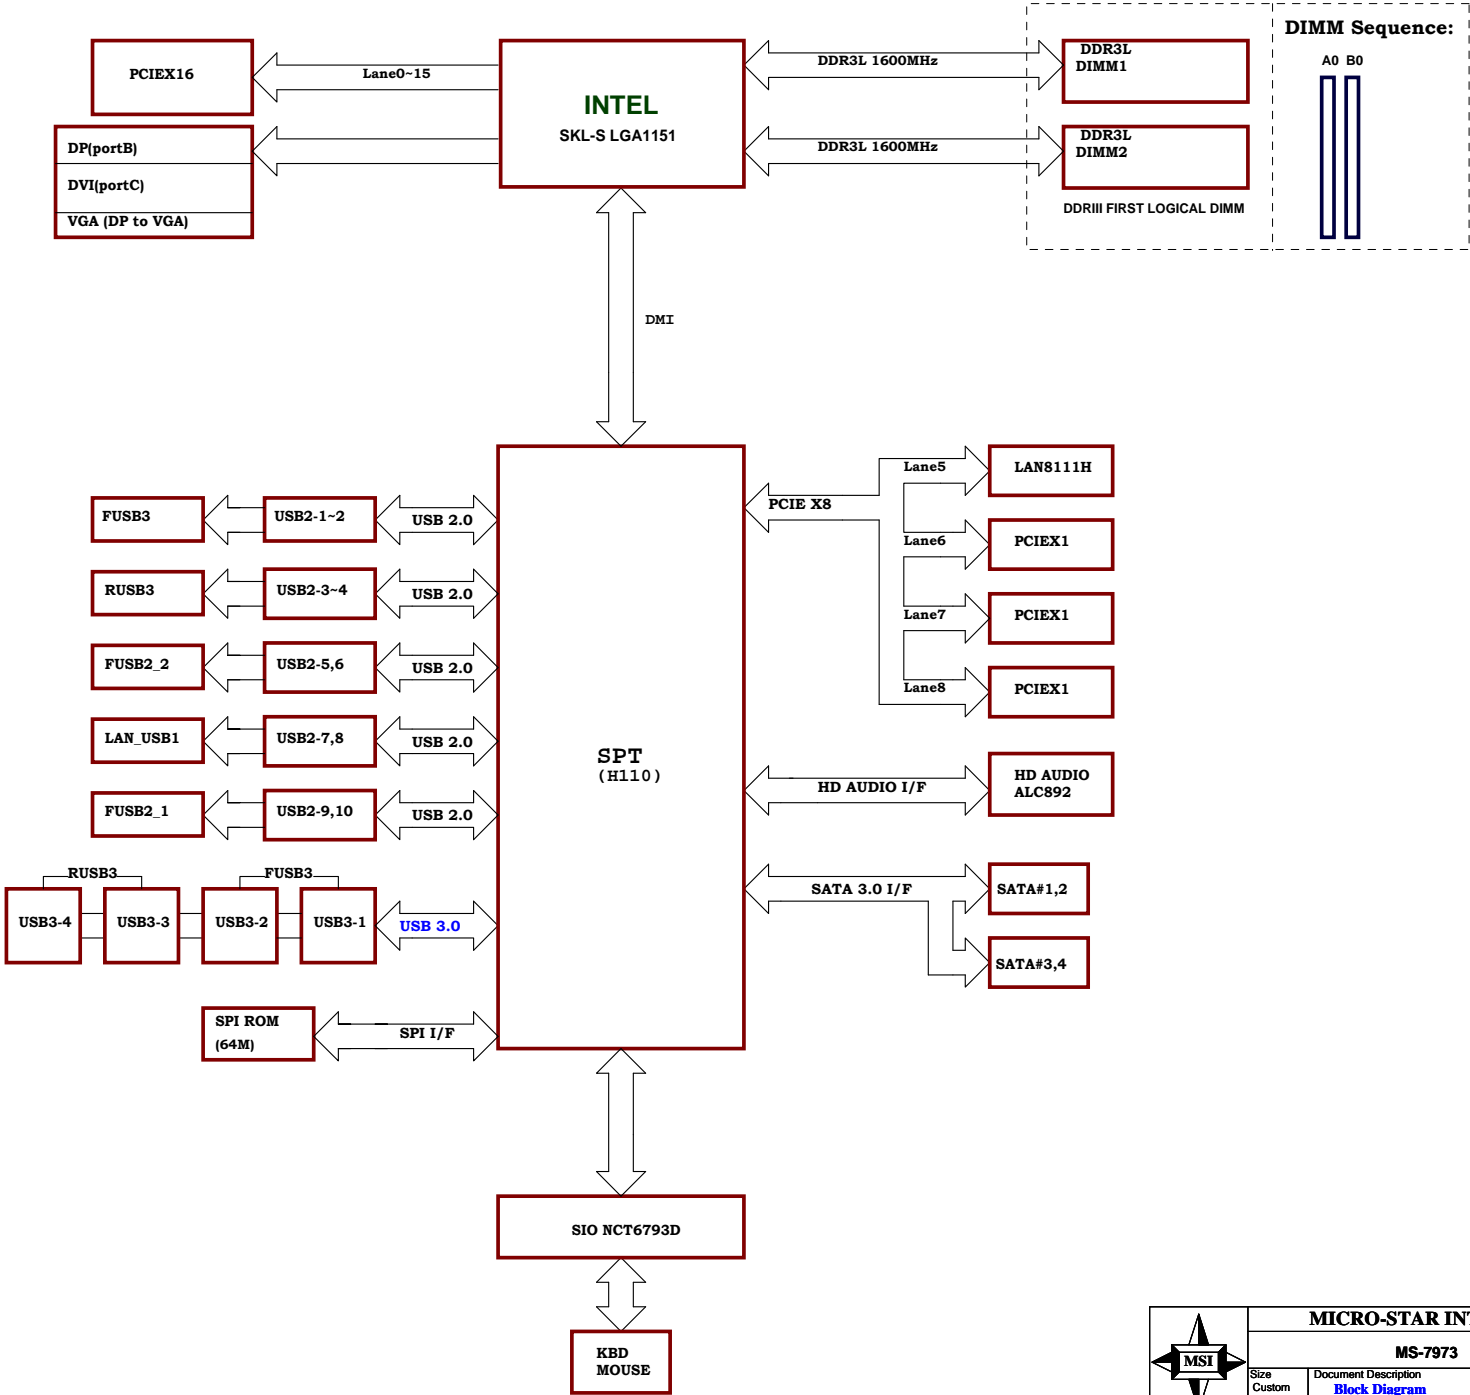 DIMM Sequence:
A0 B0
PCIEX16
Lane0~15
INTEL
SKL-S LGA1151
DDR3L 1600MHz
DDR3L
DIMM1
DP(portB)
DVI(portC)
VGA (DP to VGA)
DDR3L 1600MHz
DDR3L
DIMM2
DDRIII FIRST LOGICAL DIMM
DMI
FUSB3
USB2-1~2
USB 2.0
RUSB3
USB2-3~4
USB 2.0
FUSB2_2
USB2-5,6
USB 2.0
LAN_USB1
USB2-7,8
USB 2.0
FUSB2_1
USB2-9,10
USB 2.0
RUSB3
FUSB3
USB3-4
USB3-3
USB3-2
USB3-1
USB 3.0
SPI ROM
(64M)
SPI I/F
SPT
(H110)
PCIE X8
Lane5
LAN8111H
Lane6
PCIEX1
Lane7
PCIEX1
Lane8
PCIEX1
HD AUDIO I/F
HD AUDIO
ALC892
SATA 3.0 I/F
SATA#1,2
SATA#3,4
SIO NCT6793D
KBD
MOUSE
MSI
MICRO-STAR INT
MS-7973
Size
Custom
Document Description
Block Diagram